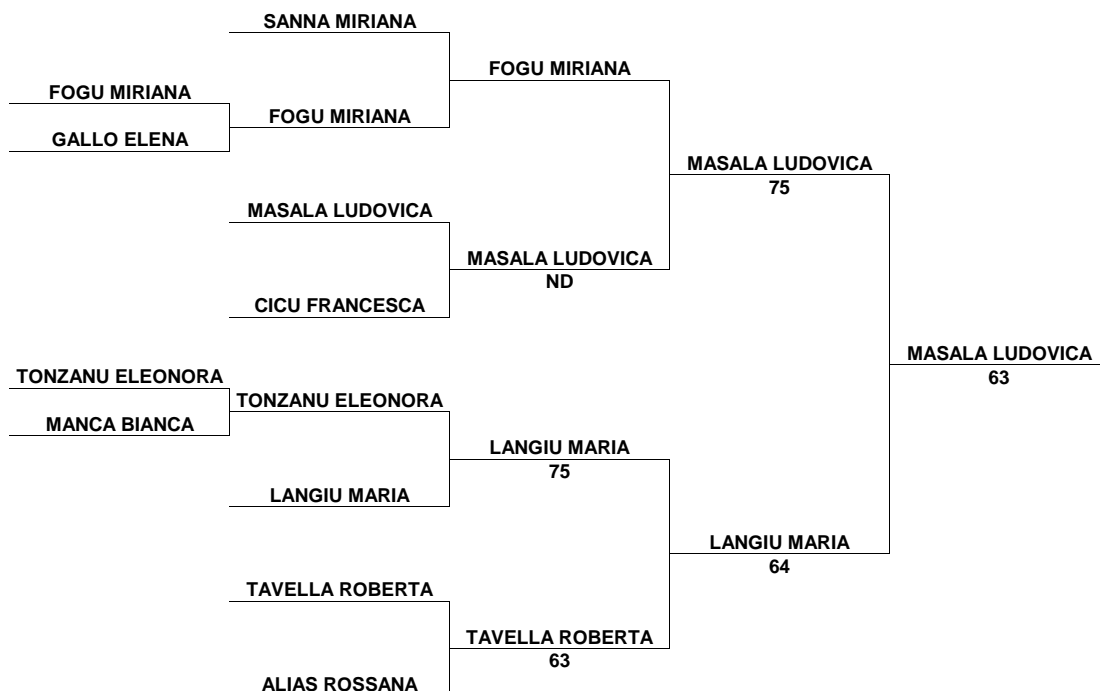 SANNA MIRIANA
FOGU MIRIANA
FOGU MIRIANA
FOGU MIRIANA
GALLO ELENA
MASALA LUDOVICA
75
MASALA LUDOVICA
MASALA LUDOVICA
ND
CICU FRANCESCA
MASALA LUDOVICA
63
TONZANU ELEONORA
TONZANU ELEONORA
MANCA BIANCA
LANGIU MARIA
75
LANGIU MARIA
LANGIU MARIA
64
TAVELLA ROBERTA
TAVELLA ROBERTA
63
ALIAS ROSSANA